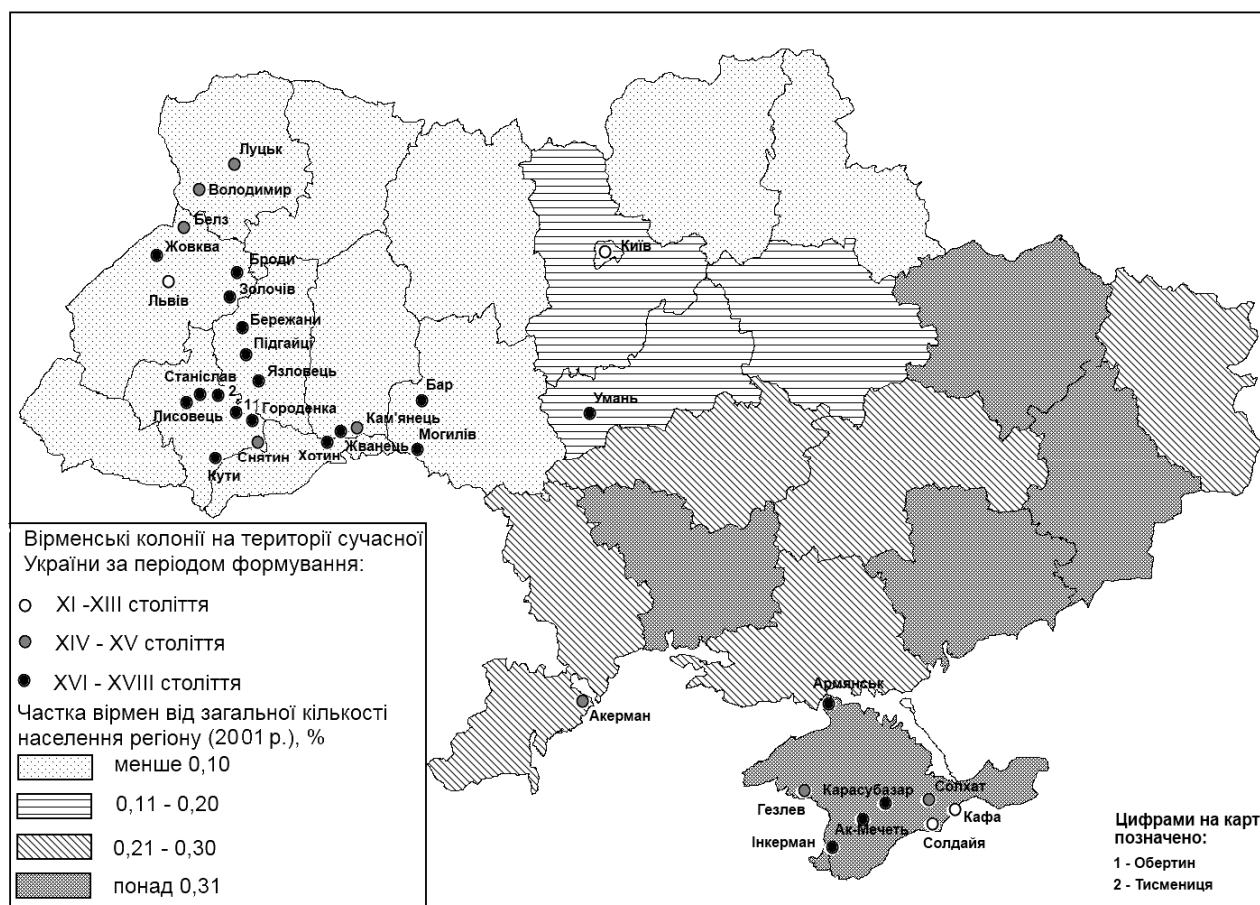 Луцьк
Володимир
Белз
Жовква
Броди
Київ
Львів
Золочів
Бережани
Підгайці
Язловець
Станіслав
2
Бар
Умань
Лисовець
1
Городенка
Кам'янець
Могилів
Снятин
Хотин
Жванець
Кути
Вірменські колонії на території сучасної
України за періодом формування:
XI -XIII століття
XIV - XV століття
XVI - XVIII століття
Частка вірмен від загальної кількості
населення регіону (2001 р.), %
менше 0,10
0,11 - 0,20
0,21 - 0,30
понад 0,31
Армянськ
Акерман
Карасубазар
Солхат
Гезлев
Кафа
Ак-Мечеть
Солдайя
Інкерман
Цифрами на карт
позначено:
1 - Обертин
2 - Тисмениця